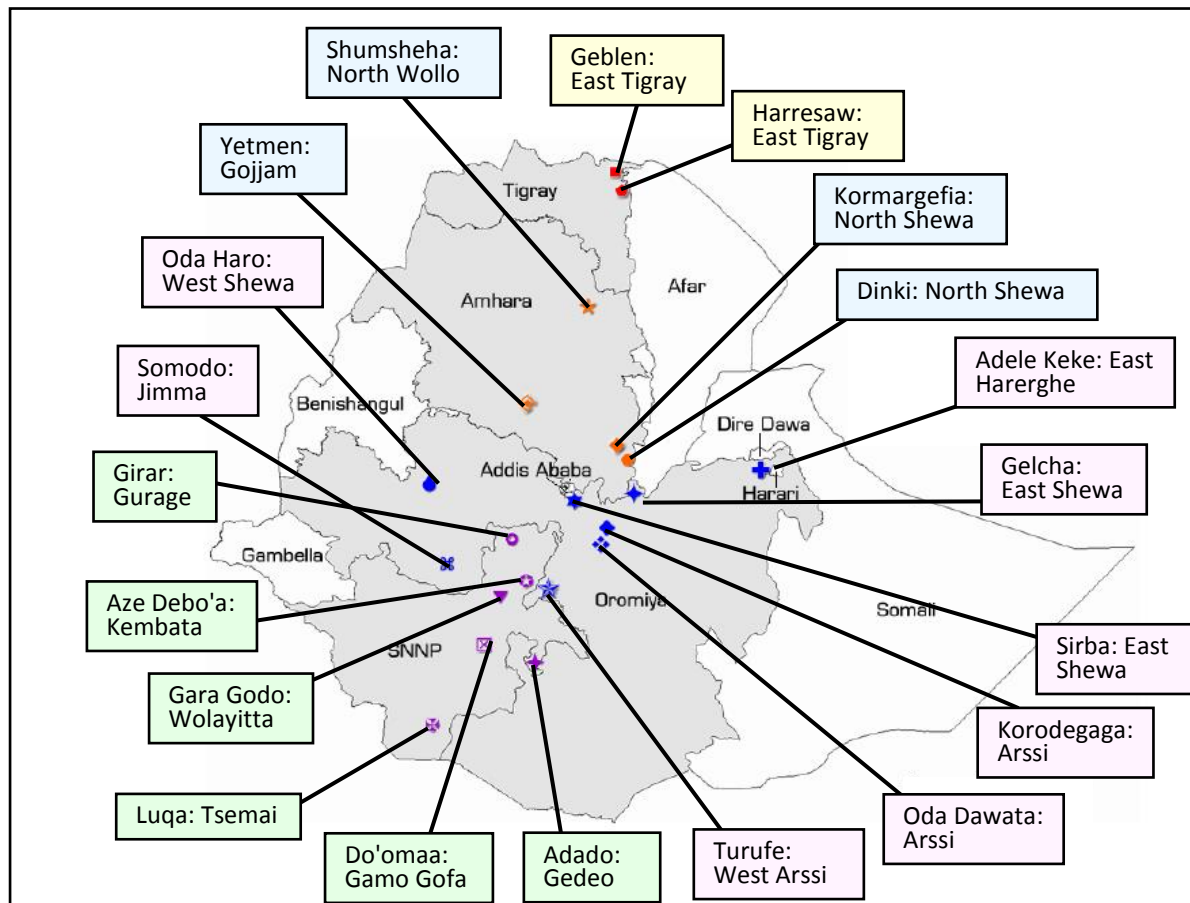 Shumsheha:
North Wollo
Geblen:
East Tigray
Harresaw:
East Tigray
Yetmen:
Gojjam
Tigray
Kormargefia:
North Shewa
Oda Haro:
West Shewa
Amhara
Afar
Dinki: North Shewa
Somodo:
Jimma
Adele Keke: East
Harerghe
Benishangul
Dire Dawa
Girar:
Gurage
Addis Ababa
Harari
Gelcha:
East Shewa
Gambella
Aze Debo'a:
Kembata
Oromiya
Somali
SNNP
Sirba: East
Shewa
Gara Godo:
Wolayitta
Korodegaga:
Arssi
Luqa: Tsemai
Oda Dawata:
Arssi
Do'omaa:
Gamo Gofa
Adado:
Gedeo
Turufe:
West Arssi